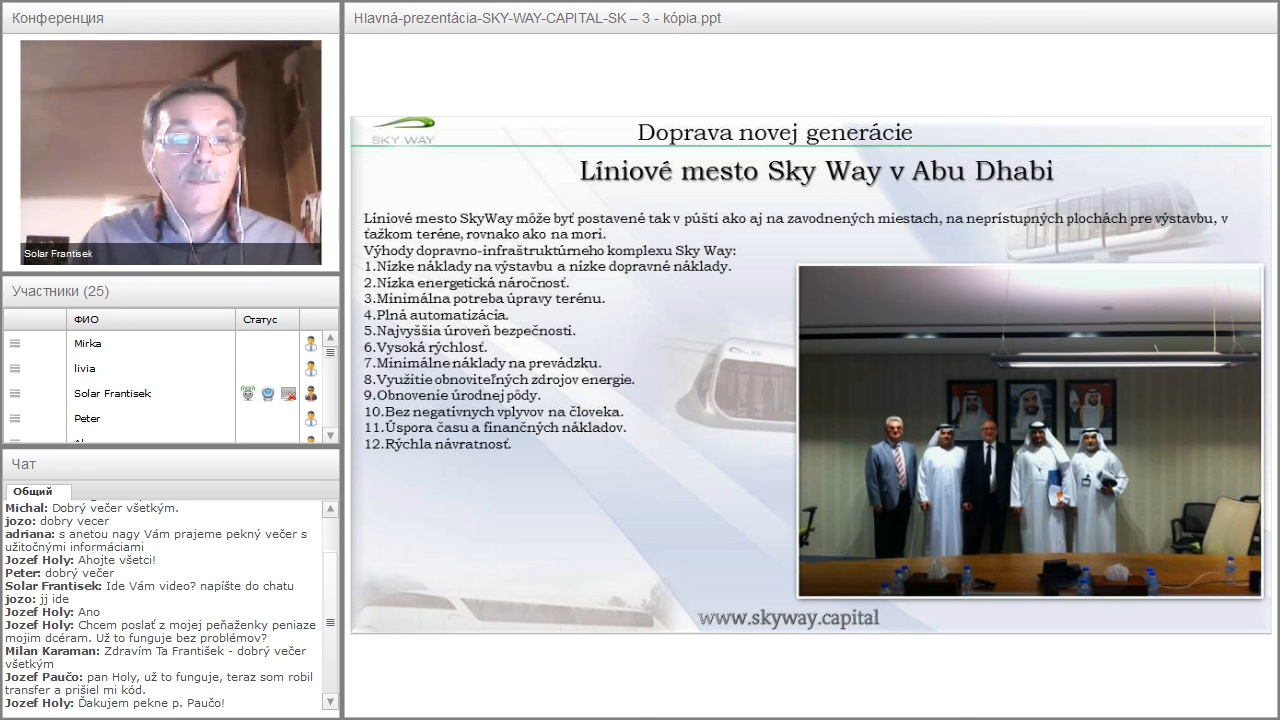 Конференция
Solar Frantisek
Участники (25)
ФИО
Статус
Mirka
livia
Solar Frantisek
Peter
Чат
Общий
Michal: Dobrý večer všetkým.
jozo: dobry vecer
adriana: s anetou nagy Vám prajeme pekný večer s
užitočnými informáciami
Jozef Holy: Ahojte všetci!
Peter: dobrý večer
Solar Frantisek: Ide Vám video? napíšte do chatu
jozo: jj ide
Jozef Holy: Ano
Jozef Holy: Chcem pislať z mojej peňaženky peniaze
mojim dcéram. Už to funguje bez problémov?
Milan Karaman: Zdravím Ta František - dobrý večer
všetkým
Jozef Paučo: pan Holy, už to funguje, teraz som robil
transfer a prišiel mi kód.
Jozef Holy: Ďakujem pekne p. Paučo!
Hlavná-prezentácia-SKY-WAY-CAPITAL-SK – 3 - kópia.ppt
SKY WAY
Doprava novej generácie
Líniové mesto Sky Way v Abu Dhabi
Líniové mesto SkyWay môže byť postavené tak v púšti ako aj na zavodnených miestach, na neprístupných plochách pre výstavbu, v
ťažkom teréne, rovnako ako na mori.
Výhody dopravno-infraštruktúrneho komplexu Sky Way:
1.Nízke náklady na výstavbu a nízke dopravné náklady.
2.Nízka energetická náročnosť.
3.Minimálna potreba úpravy terénu.
4.Plná automatizácia.
5.Najvyššia úroveň bezpečnosti.
6.Vysoká rýchlosť.
7.Minimálne náklady na prevádzku.
8.Využitie obnoviteľných zdrojov energie.
9.Obnovenie úrodnej pôdy.
10.Bez negatívnych vplyvov na človeka.
11.Úspora času a finančných nákladov.
12.Rýchla návratnosť.
www.skyway.capital